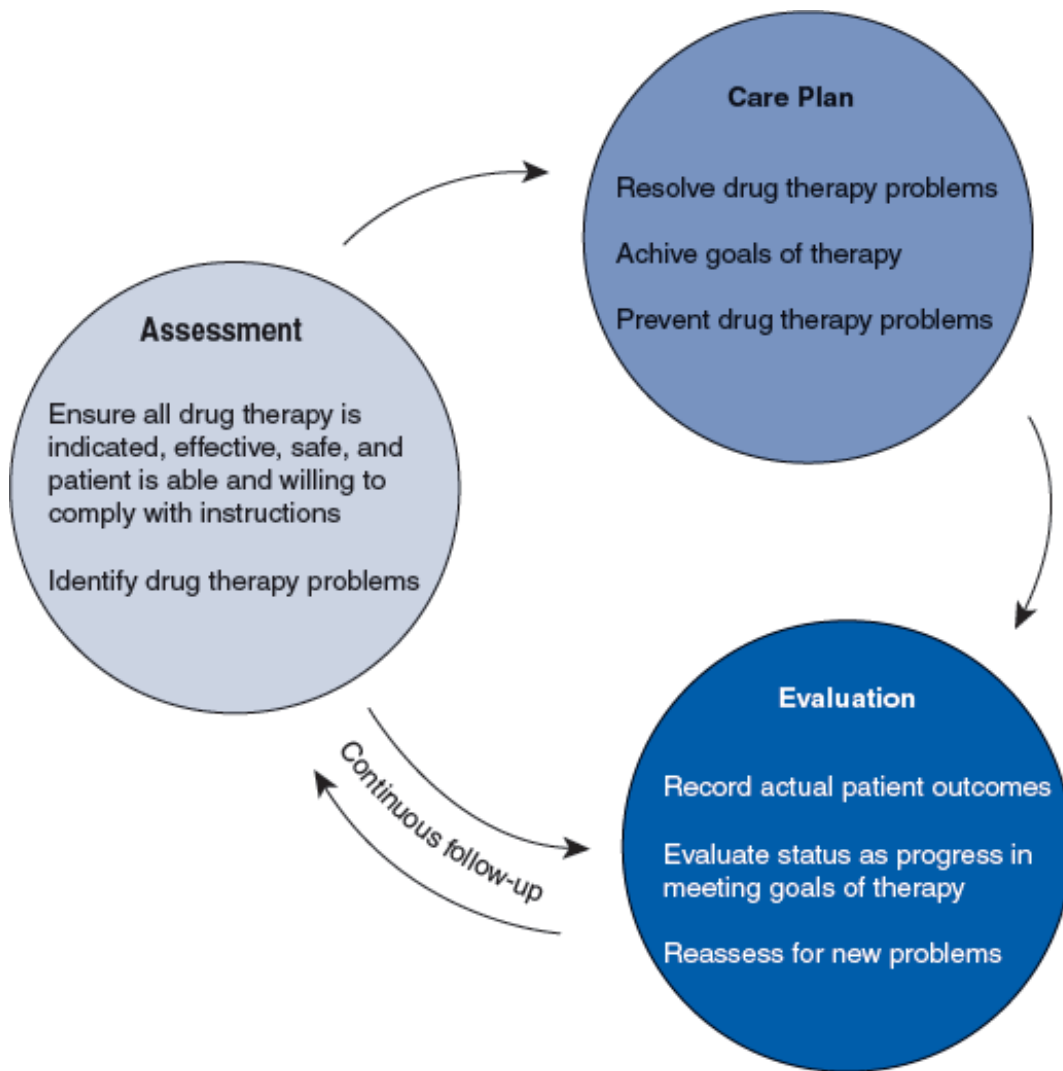 Assessment
Ensure all drug therapy is
indicated, effective, safe, and
patient is able and willing to
comply with instructions
Identify drug therapy problems
Care Plan
Resolve drug therapy problems
Achive goals of therapy
Prevent drug therapy problems
Evaluation
Record actual patient outcomes
Evaluate status as progress in
meeting goals of therapy
Reassess for new problems
Continuous follow-up